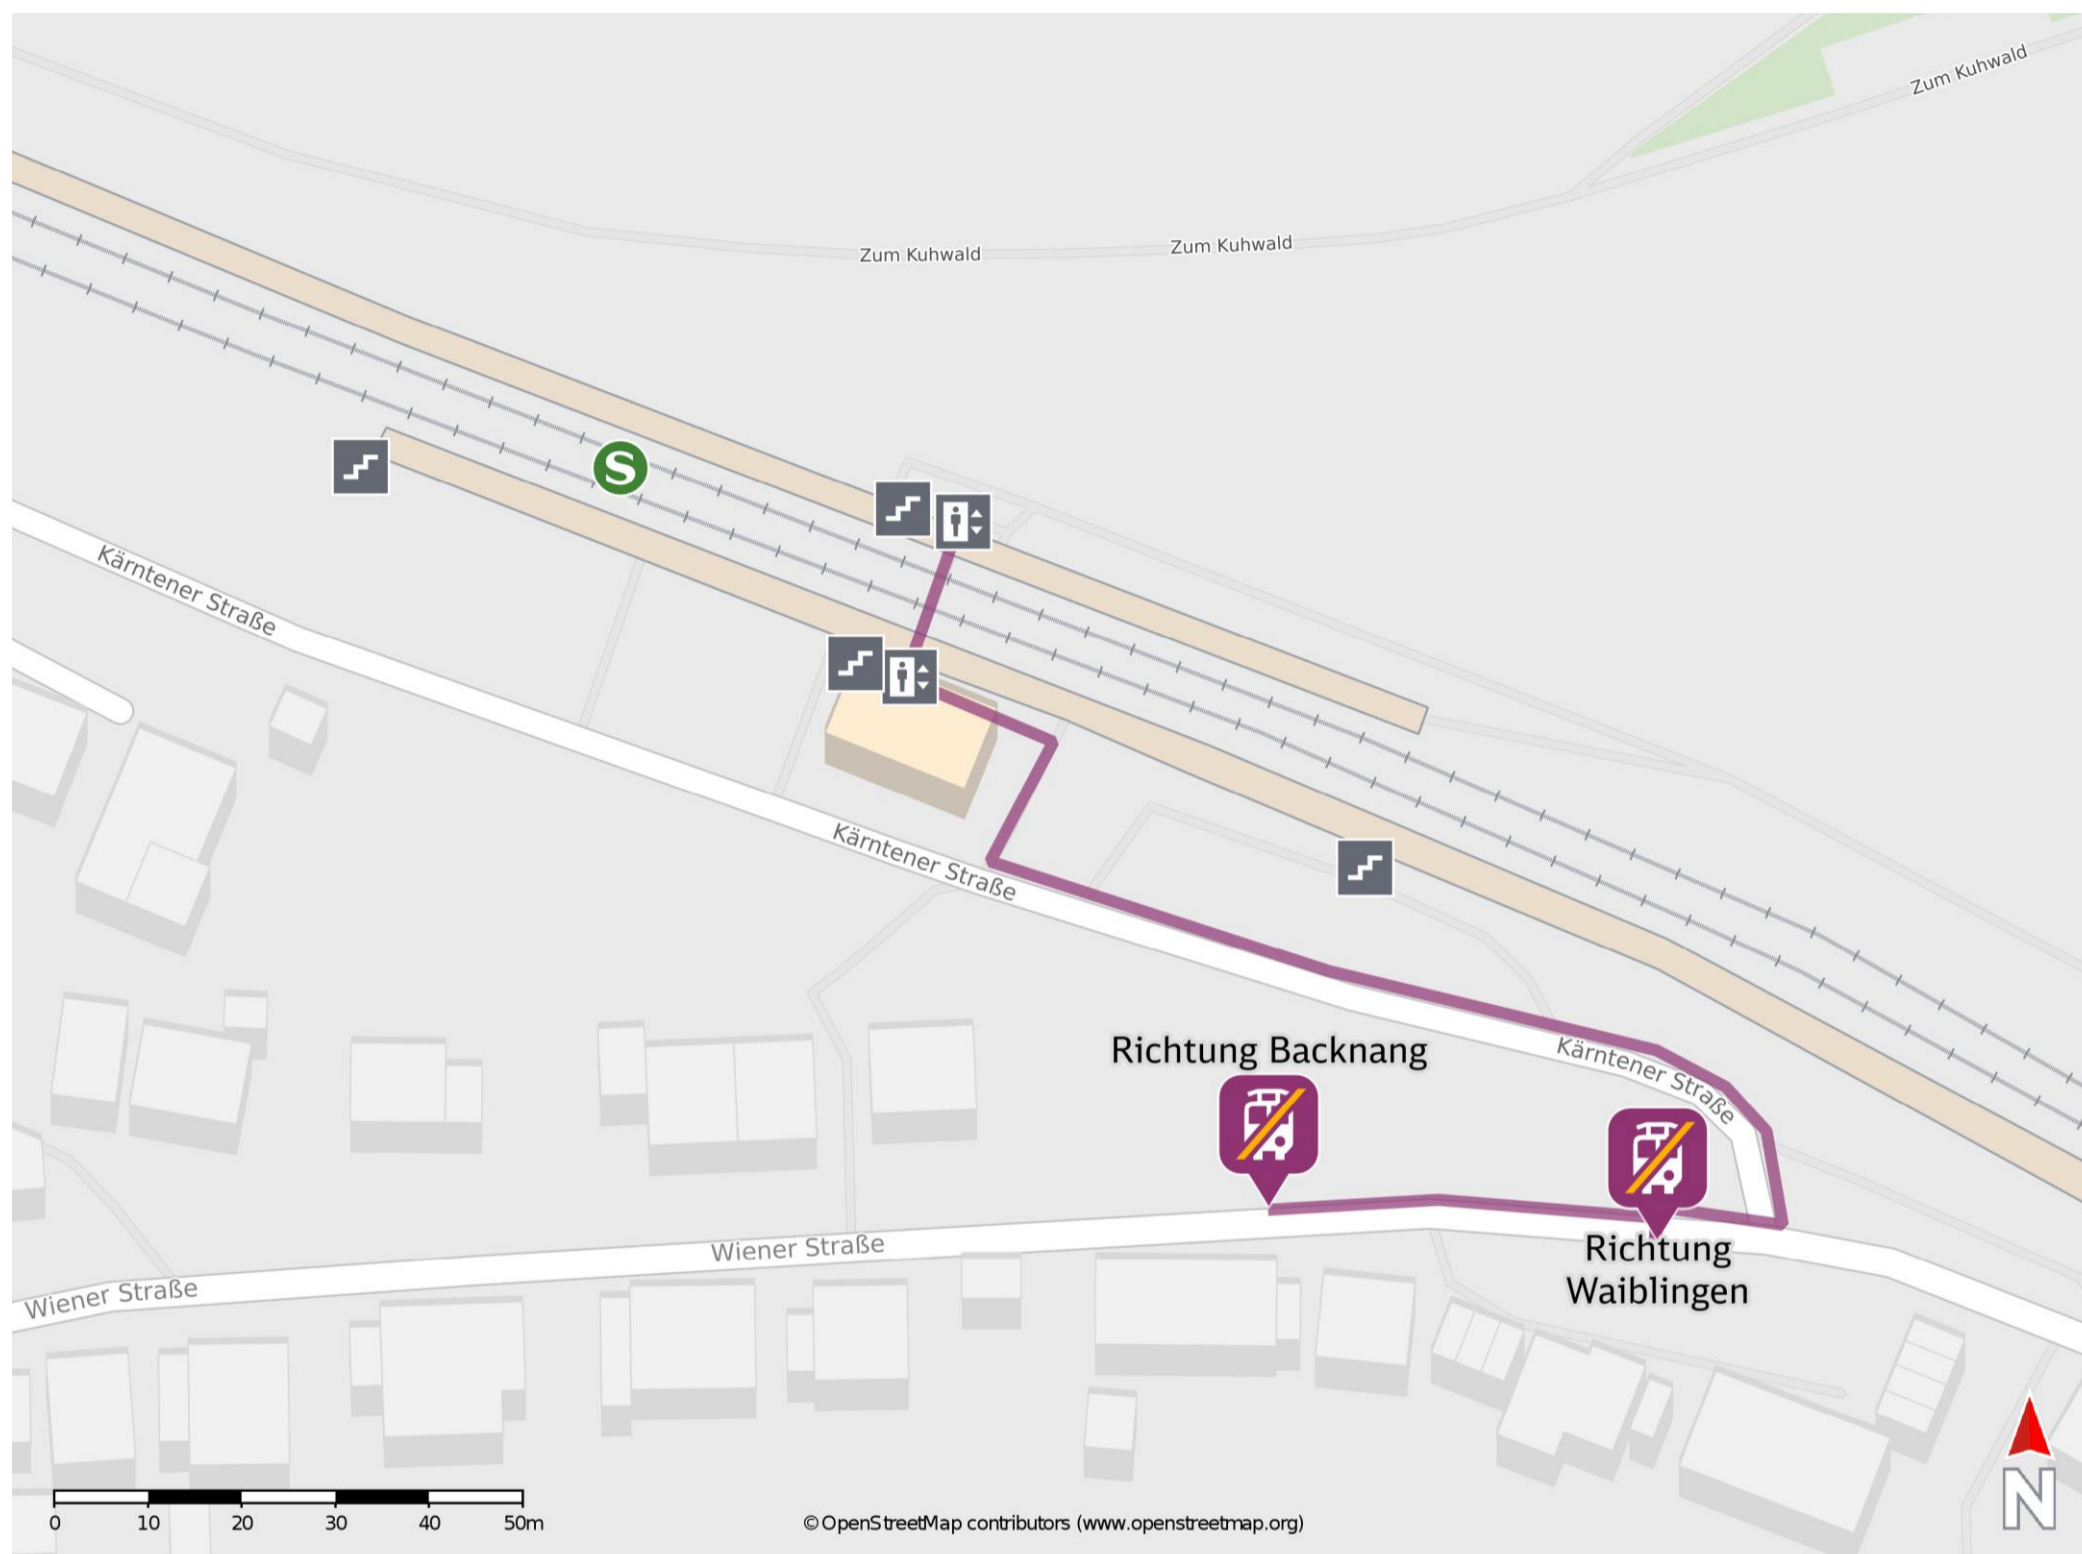 Zum Kuhwald
Zum Kuhwald
Zum Kuhwald
S
Kärntener Straße
Kärntener Straße
Richtung Backnang
Kärntener Straße
Wiener Straße
Richtung
Waiblingen
Wiener Straße
0 10 20 30 40 50m
© OpenStreetMap contributors (www.openstreetmap.org)
N